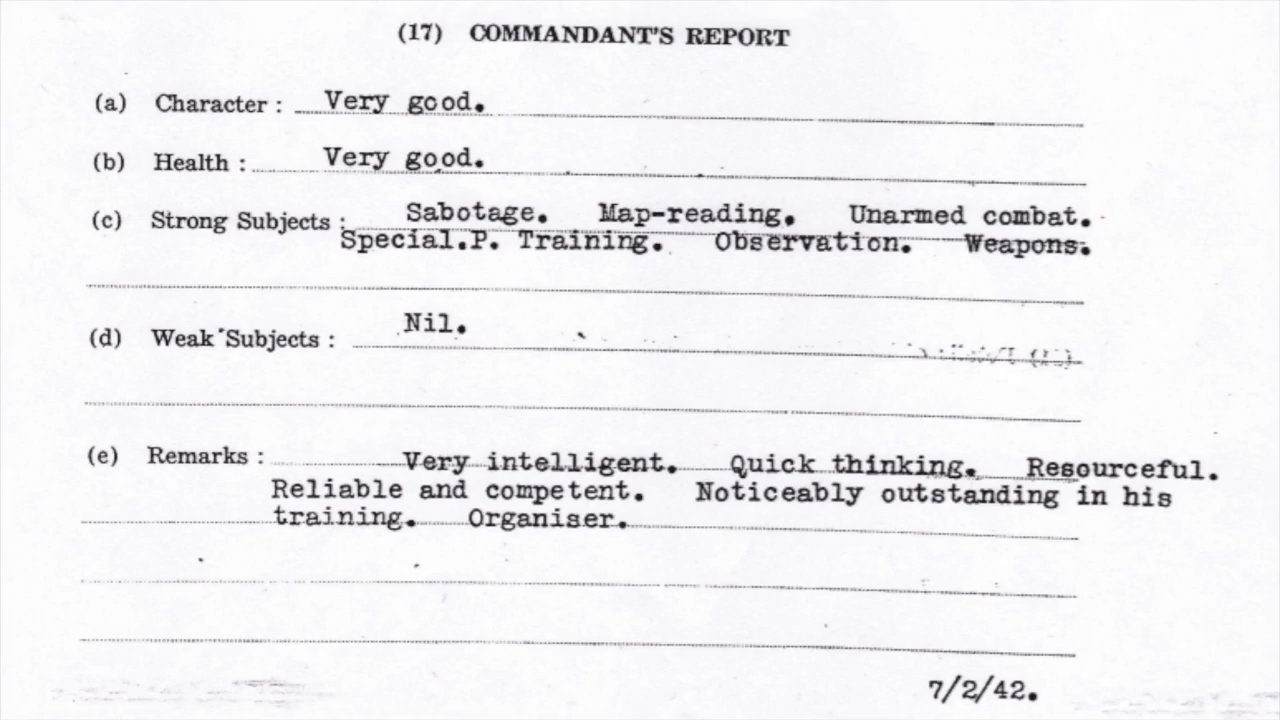 (17) COMMANDANT'S REPORT
(a) Character : Very good.
(b) Health : Very good.
(c) Strong Subjects : Sabotage. Map-reading. Unarmed combat.
Special.P. Training. Observation. Weapons.
(d) Weak Subjects : Nil.
(e) Remarks : Very intelligent. Quick thinking. Resourceful.
Reliable and competent. Noticeably outstanding in his
training. Organiser.
7/2/42.